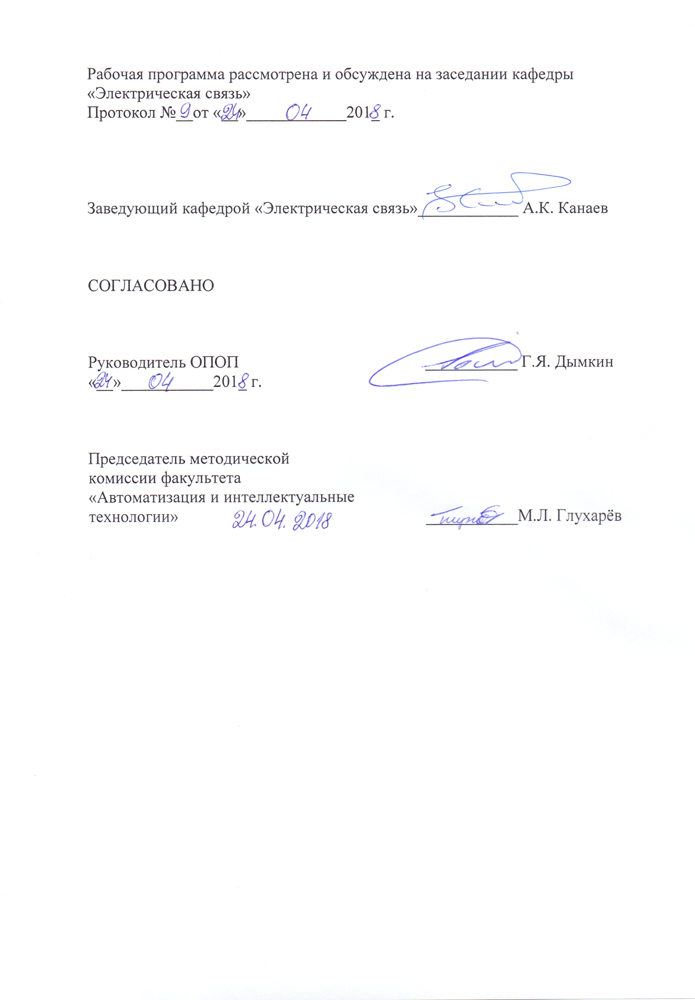 Рабочая программа рассмотрена и обсуждена на заседании кафедры
«Электрическая связь»
Протокол № 9 от «24» 04 2018 г.
Заведующий кафедрой «Электрическая связь» А.К. Канаев
СОГЛАСОВАНО
Руководитель ОПОП Г.Я. Дымкин
«24» 04 2018 г.
Председатель методической
комиссии факультета
«Автоматизация и интеллектуальные
технологии» 24.04.2018 М.Л. Глухарёв